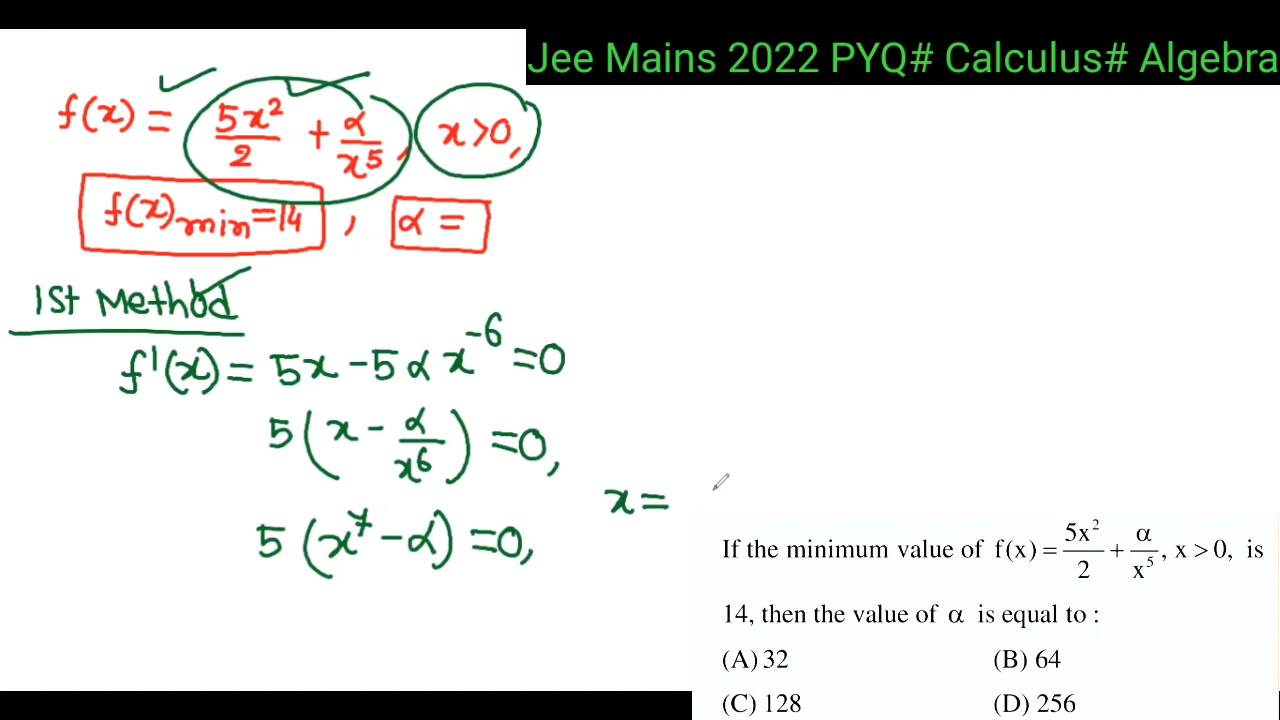 Jee Mains 2022 PYQ# Calculus# Algebra
f(x) = 5x²/2 + α/x⁵, x>0,
f(x)min=14, α =
1st Method
f'(x) = 5x - 5αx⁻⁶ = 0
5(x - α/x⁶) = 0,
x=
5(x⁷ - α) = 0,
If the minimum value of f(x) = 5x²/2 + α/x⁵, x > 0, is
14, then the value of α is equal to :
(A) 32 (B) 64
(C) 128 (D) 256